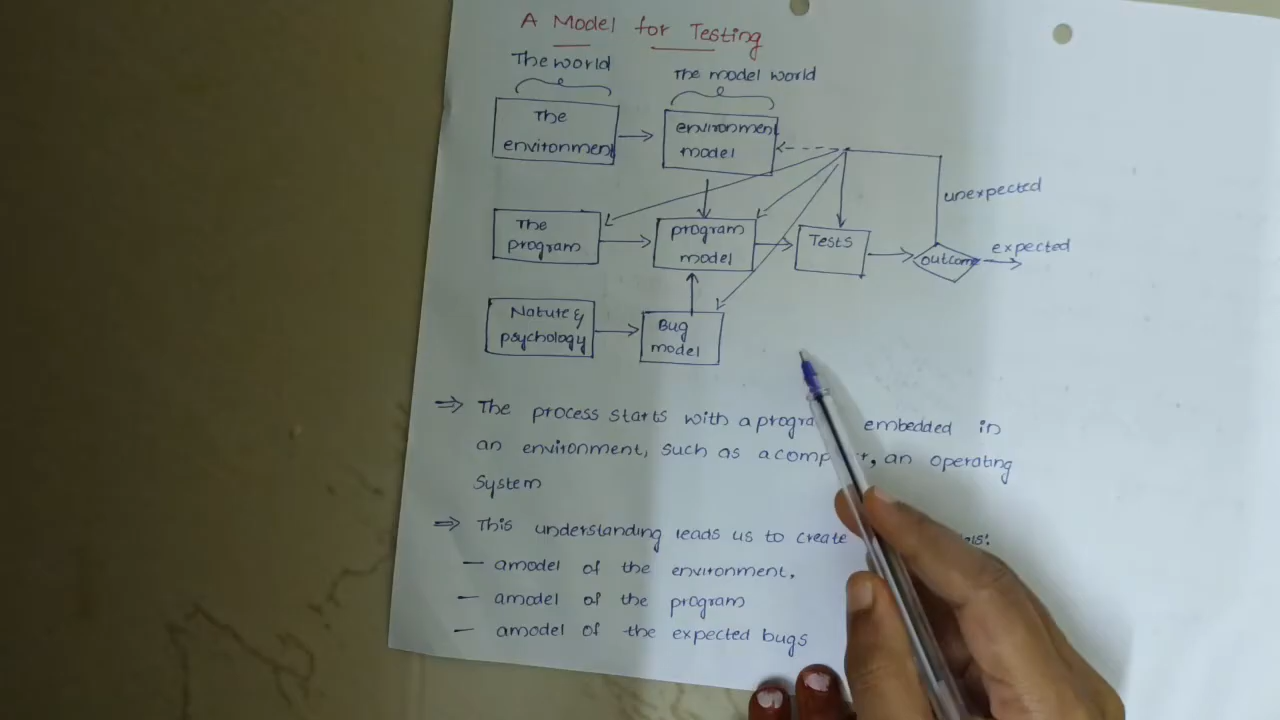 A Model for Testing
The world
The model world
The
environment
environment
model
unexpected
The
program
program
model
Tests
outcome
expected
Nature &
psychology
Bug
model
⇒ The process starts with a progra embedded in
an environment, such as a comp r, an operating
system
⇒ This understanding leads us to create
— a model of the environment,
— a model of the program
— a model of the expected bugs